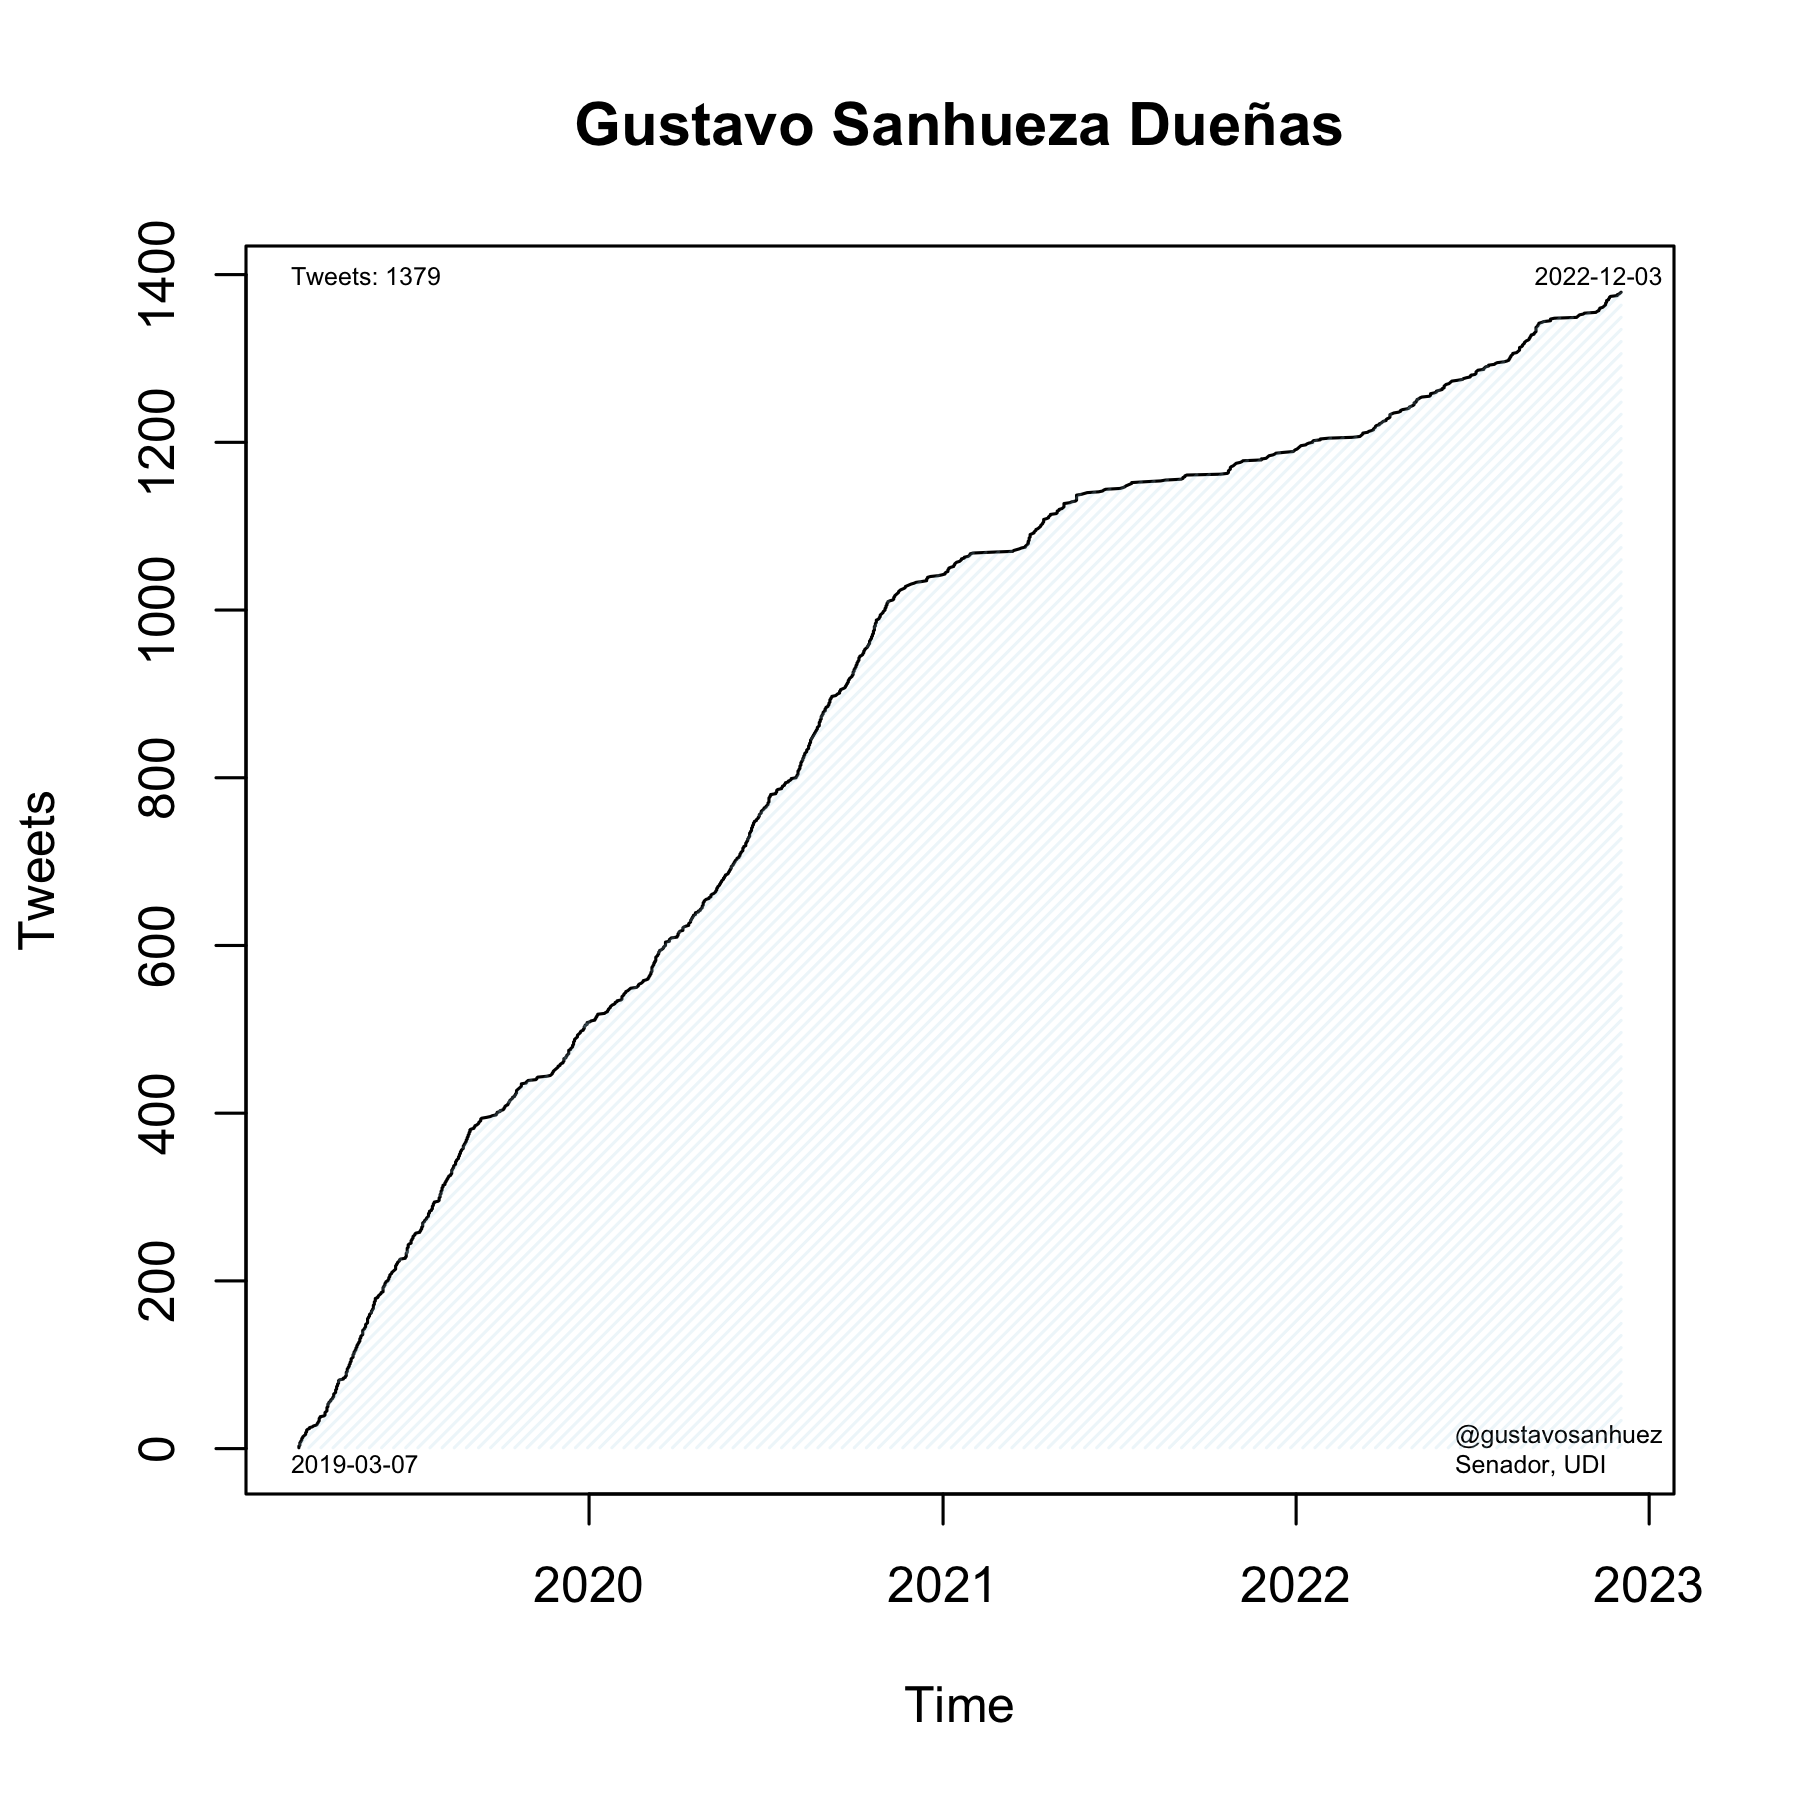 Gustavo Sanhueza Dueñas
Tweets: 1379
2022-12-03
1400
1200
1000
800
600
400
200
0
Tweets
@gustavosanhuez
Senador, UDI
2019-03-07
2020
2021
2022
2023
Time